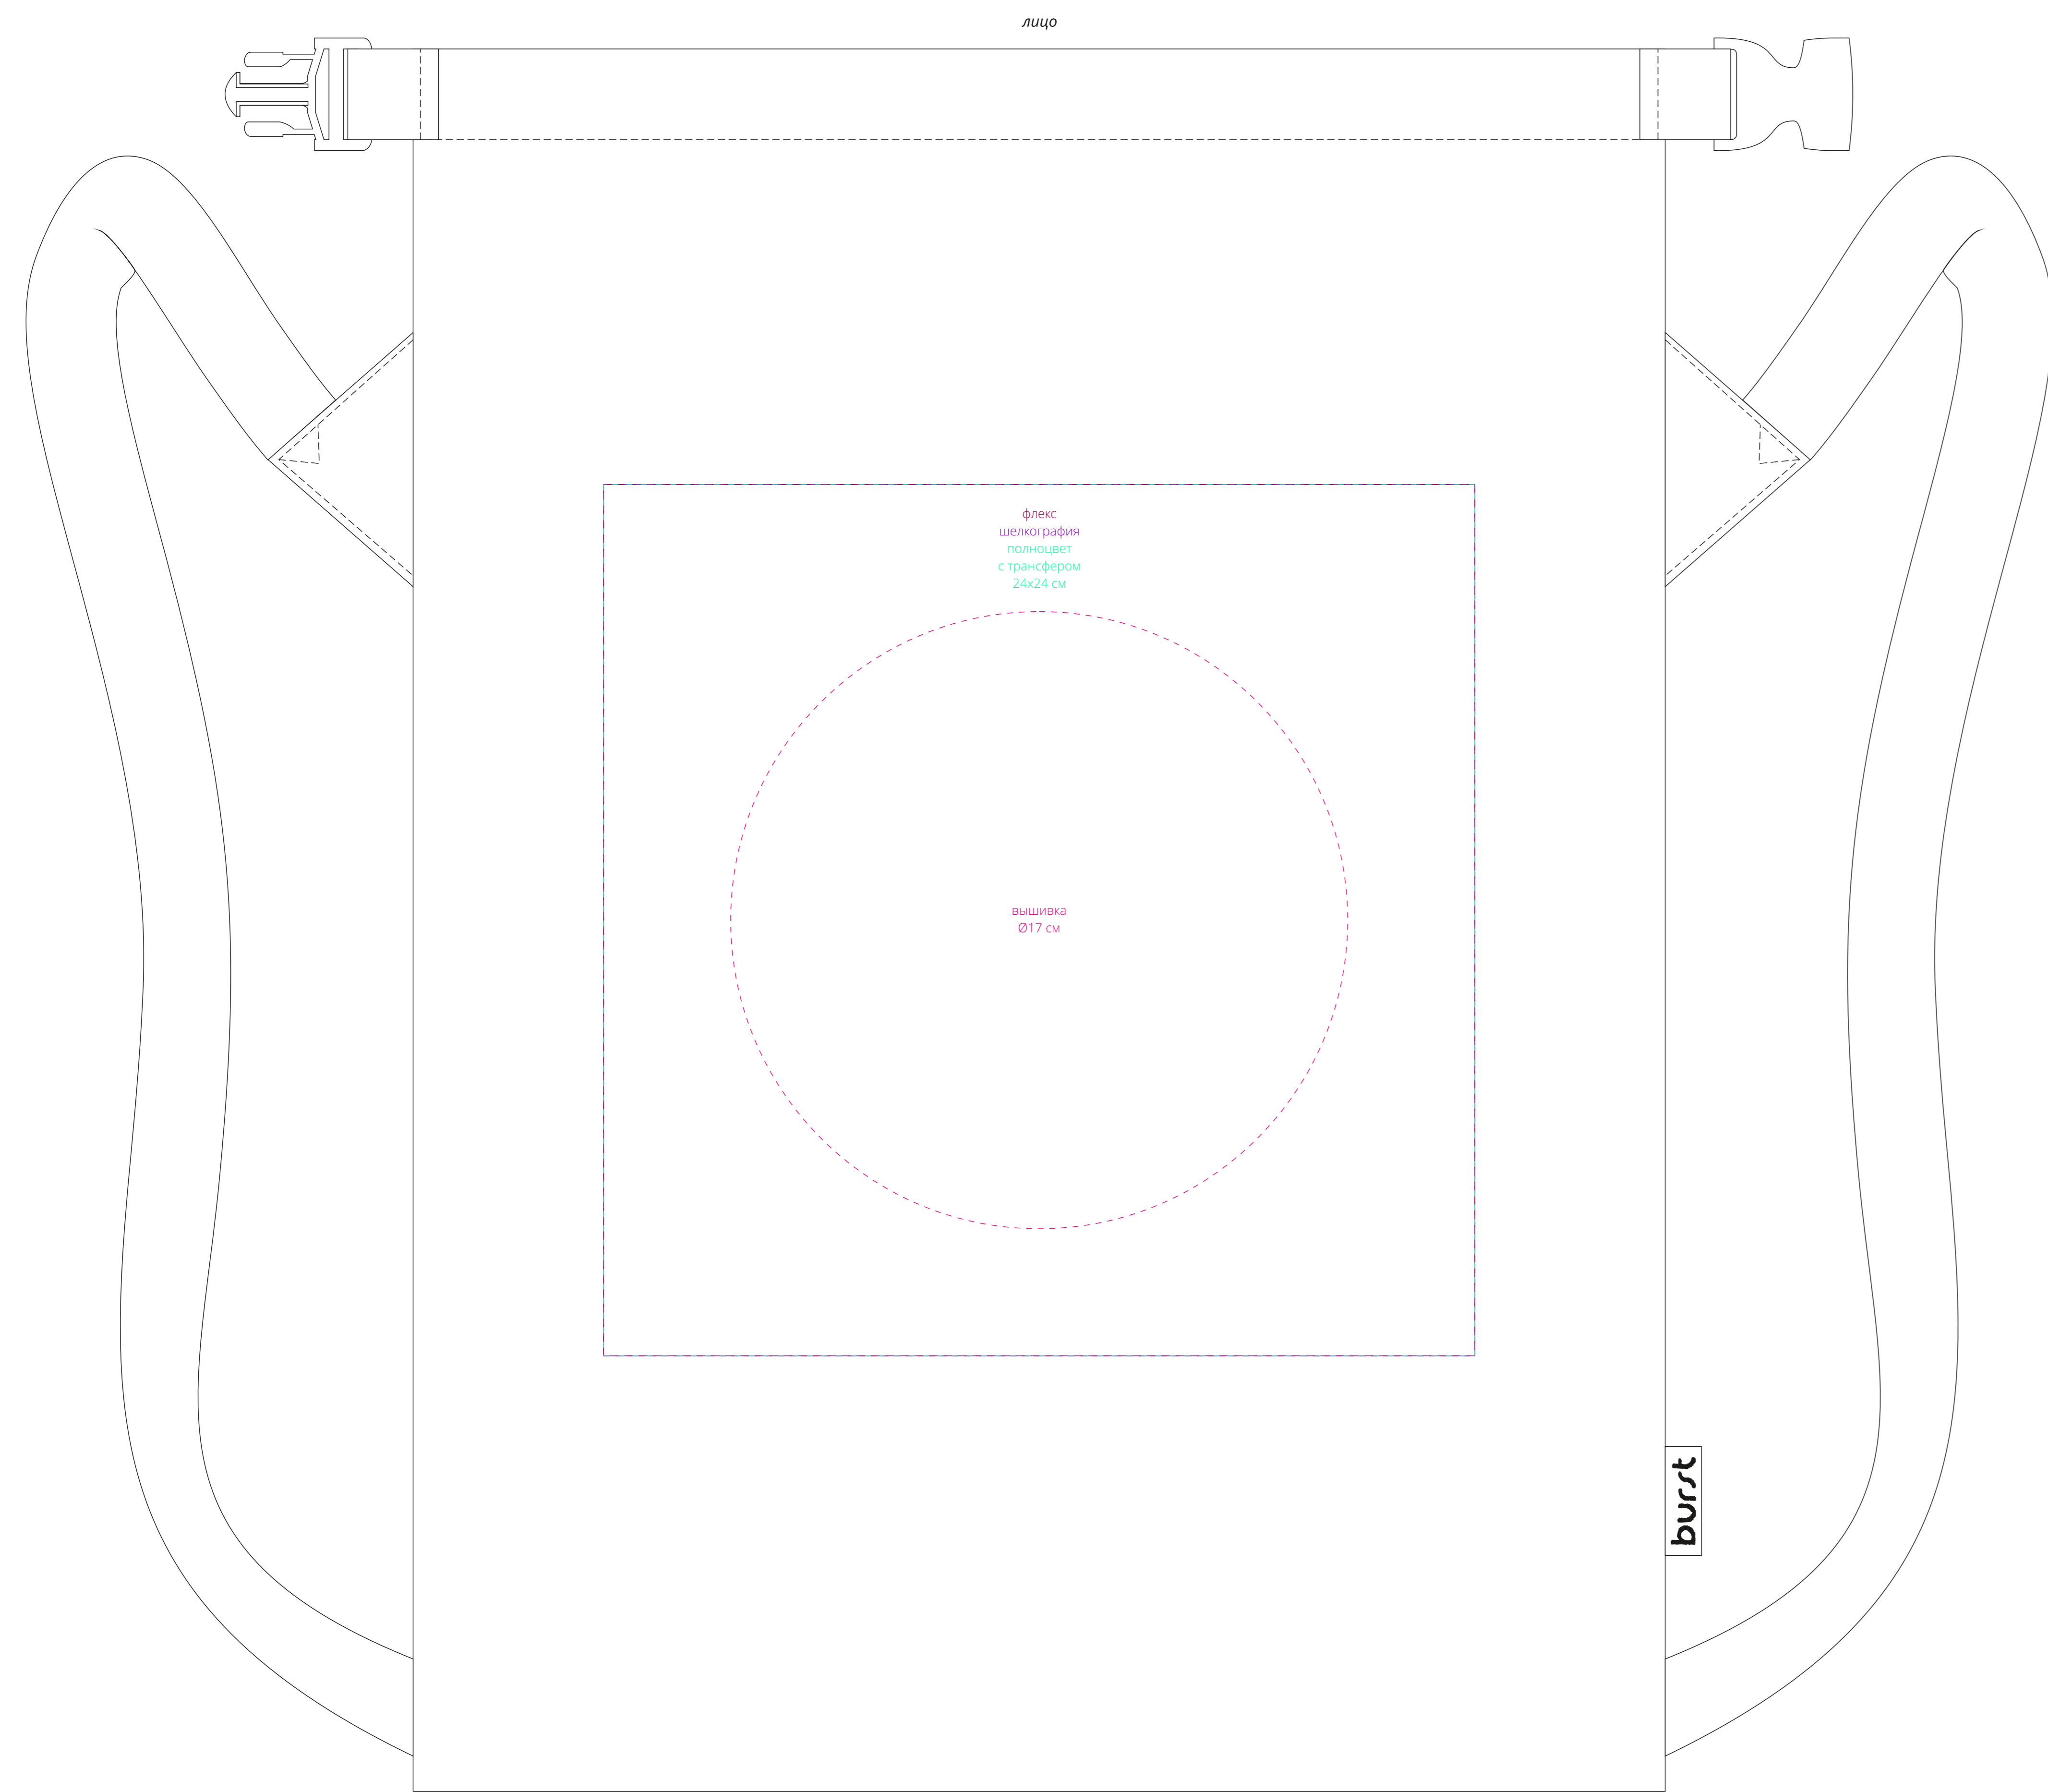 лицо
флекс
шелкография
полноцвет
с трансфером
24х24 см
вышивка
Ø17 см
burst